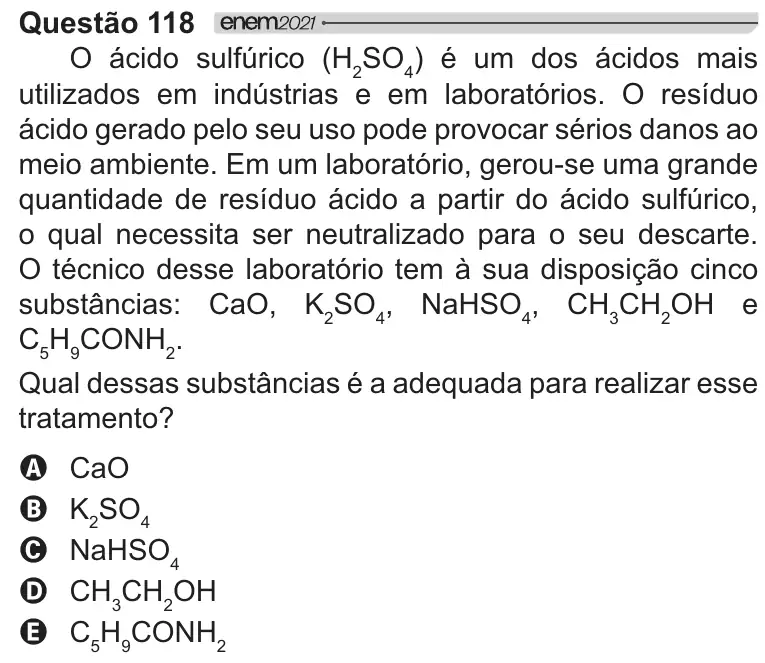 Questão 118 enem2021
O ácido sulfúrico (H₂SO₄) é um dos ácidos mais
utilizados em indústrias e em laboratórios. O resíduo
ácido gerado pelo seu uso pode provocar sérios danos ao
meio ambiente. Em um laboratório, gerou-se uma grande
quantidade de resíduo ácido a partir do ácido sulfúrico,
o qual necessita ser neutralizado para o seu descarte.
O técnico desse laboratório tem à sua disposição cinco
substâncias: CaO, K₂SO₄, NaHSO₄, CH₃CH₂OH e
C₅H₉CONH₂.
Qual dessas substâncias é a adequada para realizar esse
tratamento?
A CaO
B K₂SO₄
C NaHSO₄
D CH₃CH₂OH
E C₅H₉CONH₂